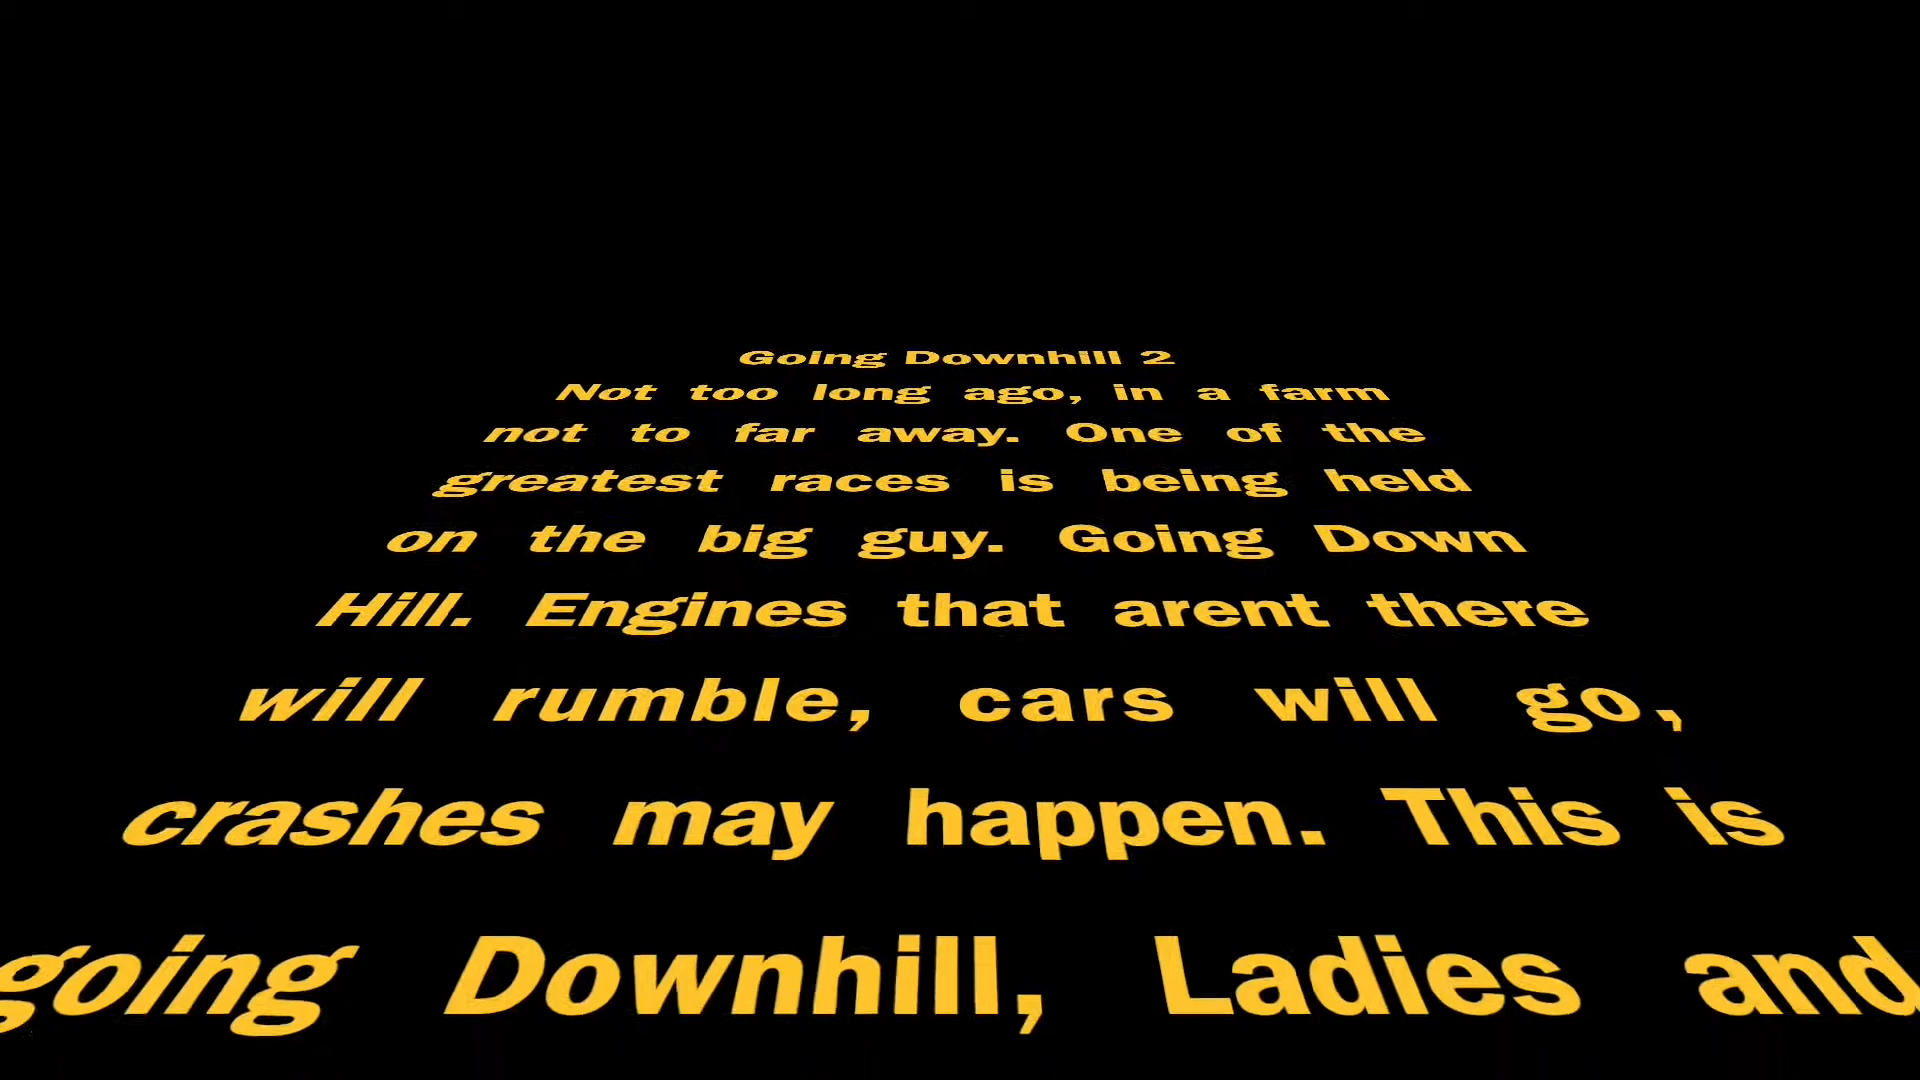 Going Downhill 2
Not too long ago, in a farm
not to far away. One of the
greatest races is being held
on the big guy. Going Down
Hill. Engines that arent there
will rumble, cars will go,
crashes may happen. This is
going Downhill, Ladies and